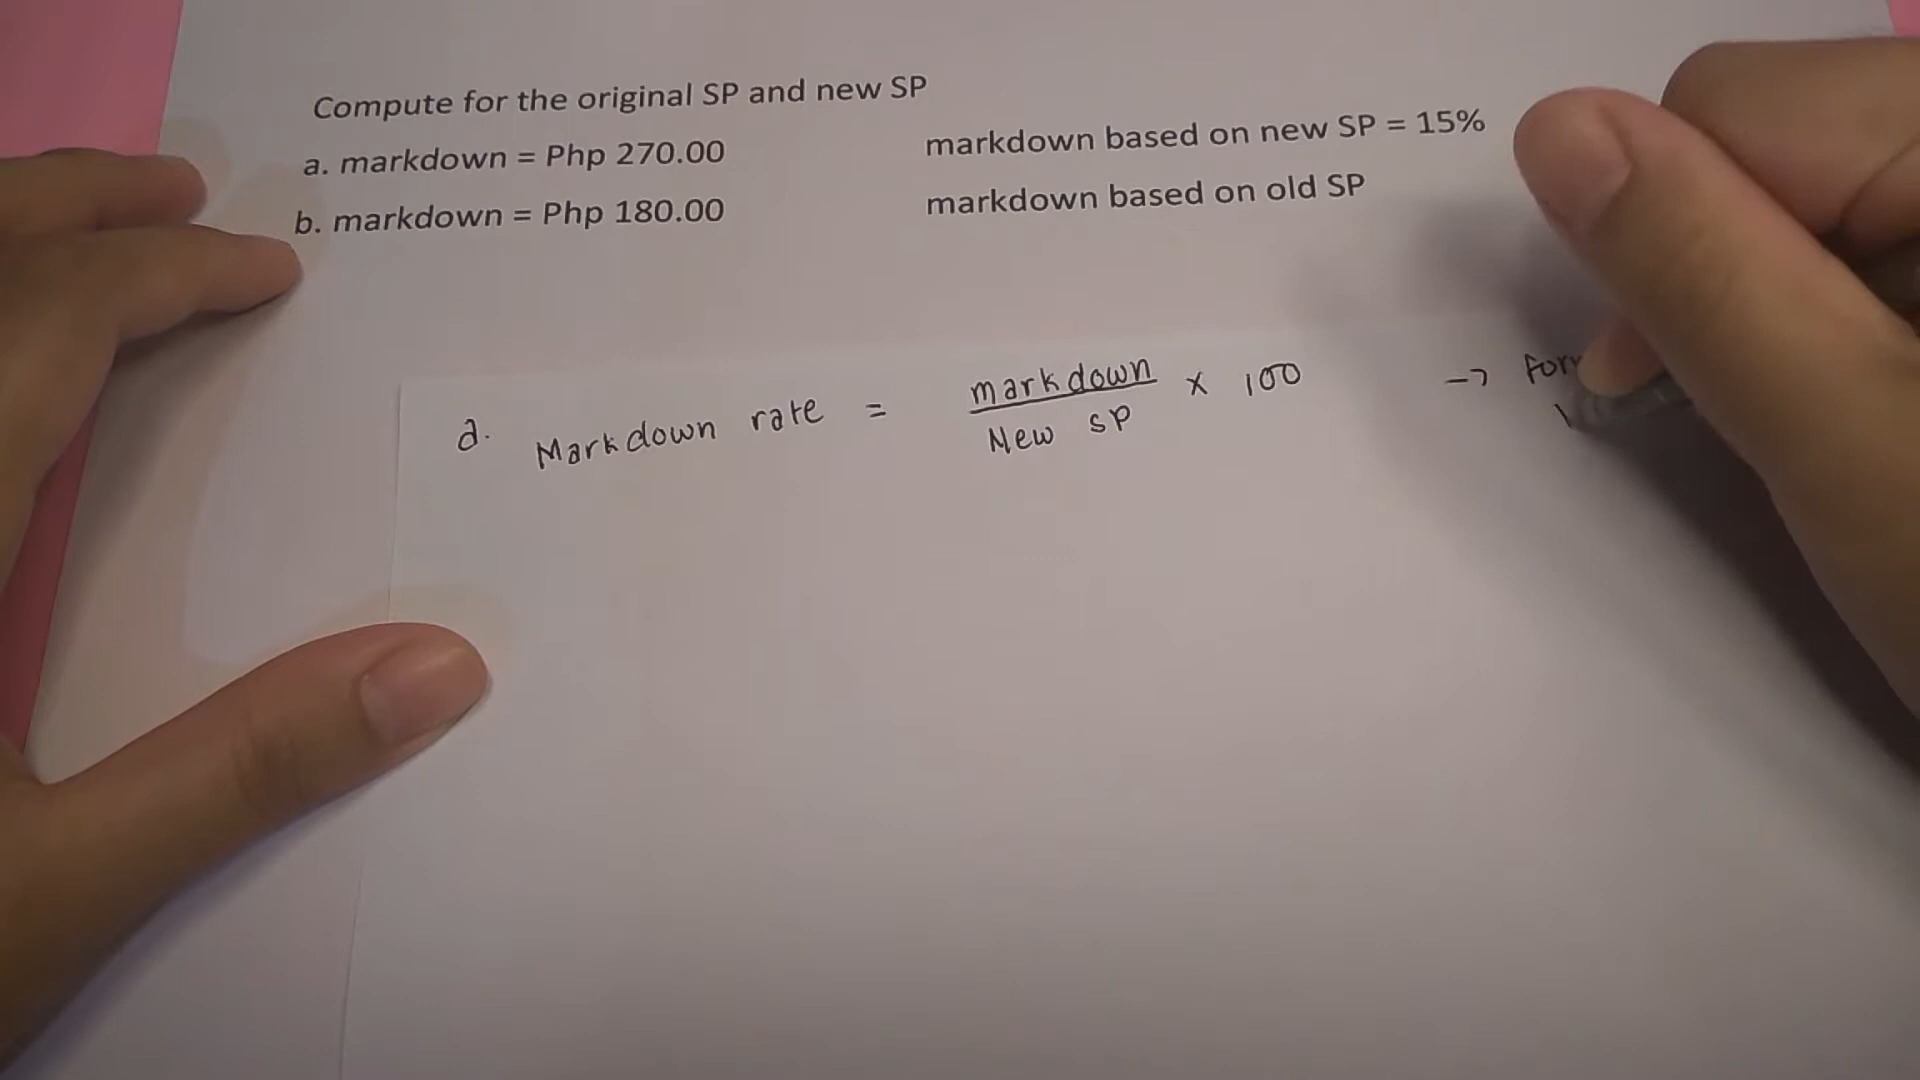 Compute for the original SP and new SP
a. markdown = Php 270.00 markdown based on new SP = 15%
b. markdown = Php 180.00 markdown based on old SP
a. Markdown rate = markdown / New SP x 100 →